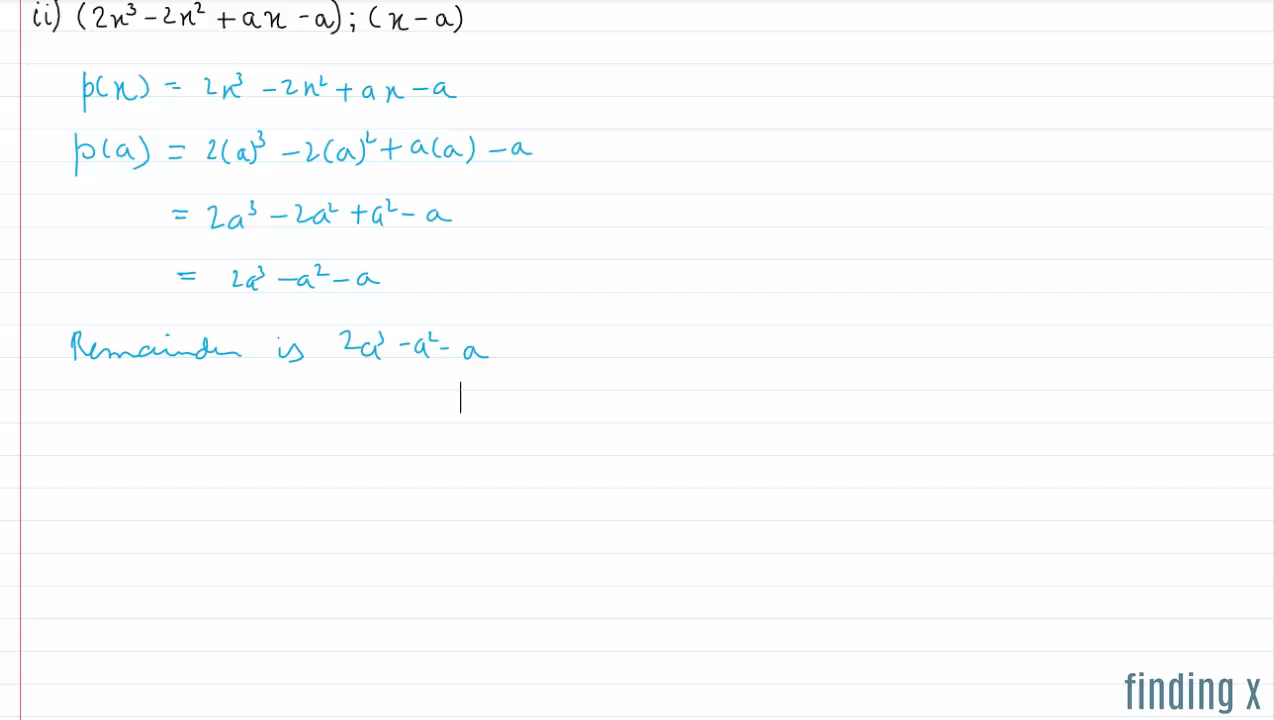 ii) (2x³ - 2x² + ax - a) ; (x - a)
p(x) = 2x³ - 2x² + ax - a
p(a) = 2(a)³ - 2(a)² + a(a) - a
= 2a³ - 2a² + a² - a
= 2a³ - a² - a
Remainder is 2a³ - a² - a
finding x